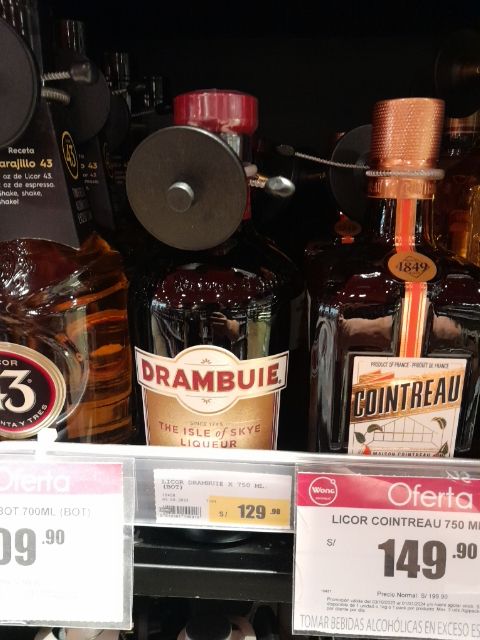 Receta
arajillo 43
oz de Licor 43.
oz de espresso.
Shake, shake,
shake!
43
43
ICOR
43
NTA Y TRES
DRAMBUIE.
SINCE 1745
THE ISLE OF SKYE
LIQUEUR
1849
PRODUCT OF FRANCE - PRODUIT DE FRANCE
COINTREAU
MAISON COINTREAU
Oferta
BOT 700ML (BOT)
09.90
LICOR DRAMBUIE X 750 ML.
(BOT)
S/ 129.90
Wong
Oferta
LICOR COINTREAU 750 M
S/ 149.90
Precio Normal: S/ 199.90
TOMAR BEBIDAS ALCOHÓLICAS EN EXCESO ES